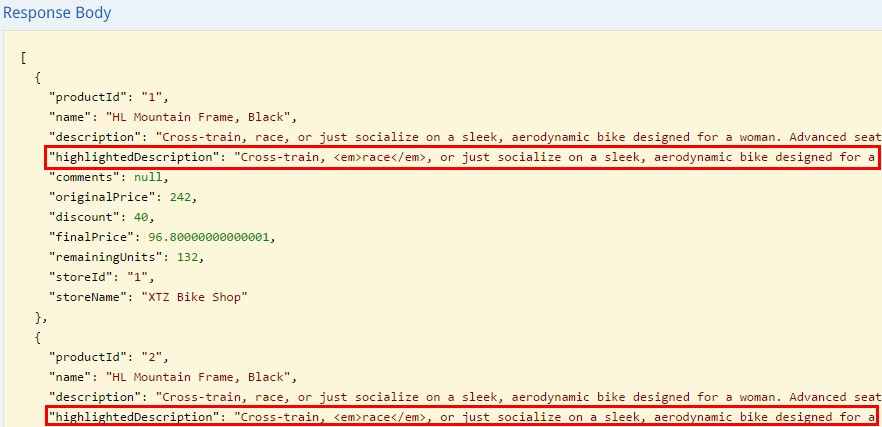 Response Body
[
{
"productId": "1",
"name": "HL Mountain Frame, Black",
"description": "Cross-train, race, or just socialize on a sleek, aerodynamic bike designed for a woman. Advanced seat
"highlightedDescription": "Cross-train, <em>race</em>, or just socialize on a sleek, aerodynamic bike designed for a
"comments": null,
"originalPrice": 242,
"discount": 40,
"finalPrice": 96.80000000000001,
"remainingUnits": 132,
"storeId": "1",
"storeName": "XTZ Bike Shop"
},
{
"productId": "2",
"name": "HL Mountain Frame, Black",
"description": "Cross-train, race, or just socialize on a sleek, aerodynamic bike designed for a woman. Advanced seat
"highlightedDescription": "Cross-train, <em>race</em>, or just socialize on a sleek, aerodynamic bike designed for a